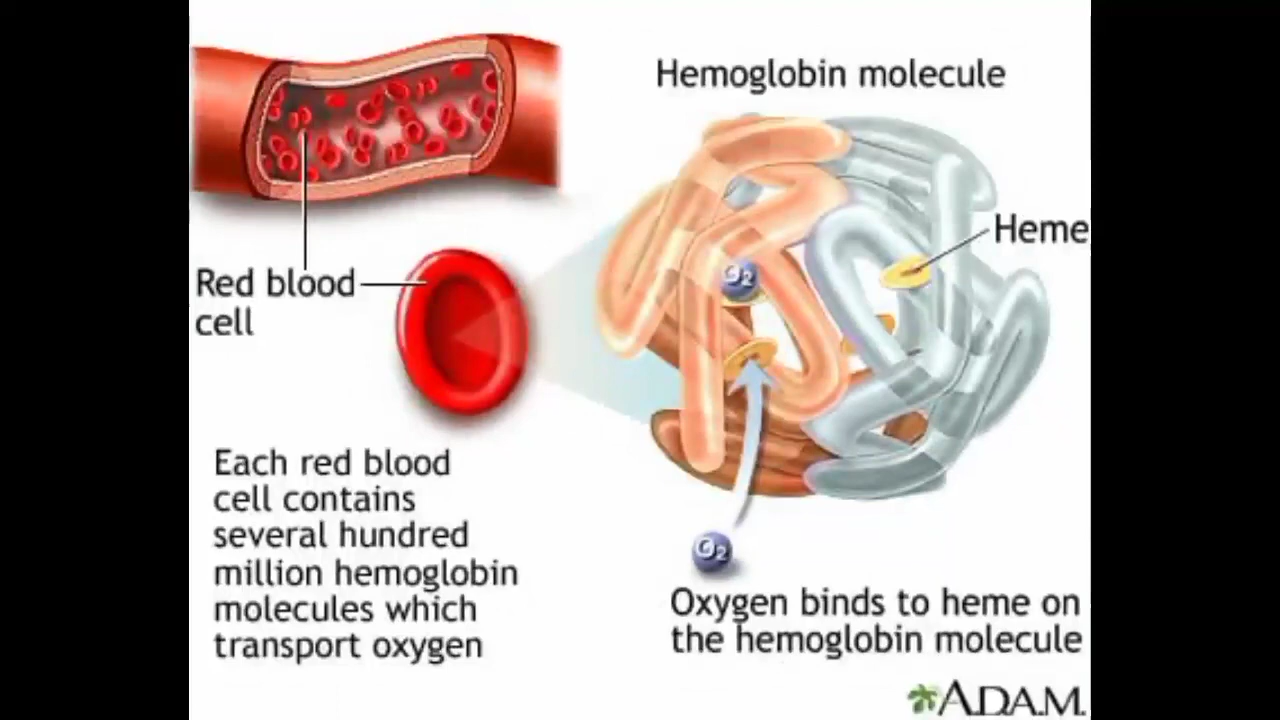 Hemoglobin molecule
Heme
Red blood
cell
O2
O2
Each red blood
cell contains
several hundred
million hemoglobin
molecules which
transport oxygen
Oxygen binds to heme on
the hemoglobin molecule
A.D.A.M.